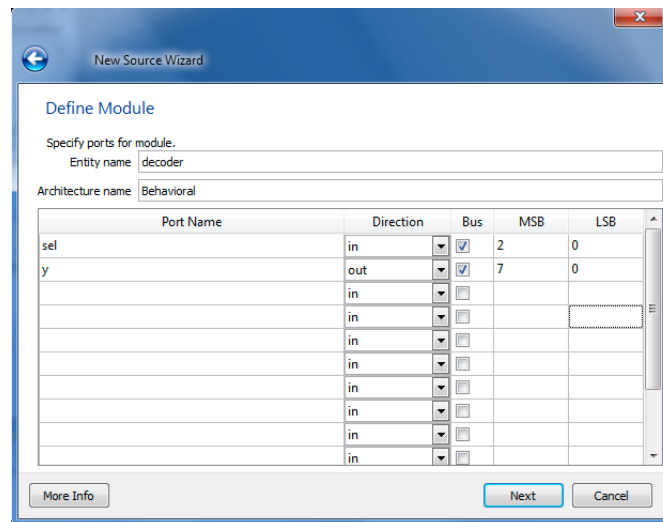 New Source Wizard
Define Module
Specify ports for module.
Entity name decoder
Architecture name Behavioral
Port Name Direction Bus MSB LSB
sel in 2 0
y out 7 0
in
in
in
in
in
in
in
in
More Info Next Cancel